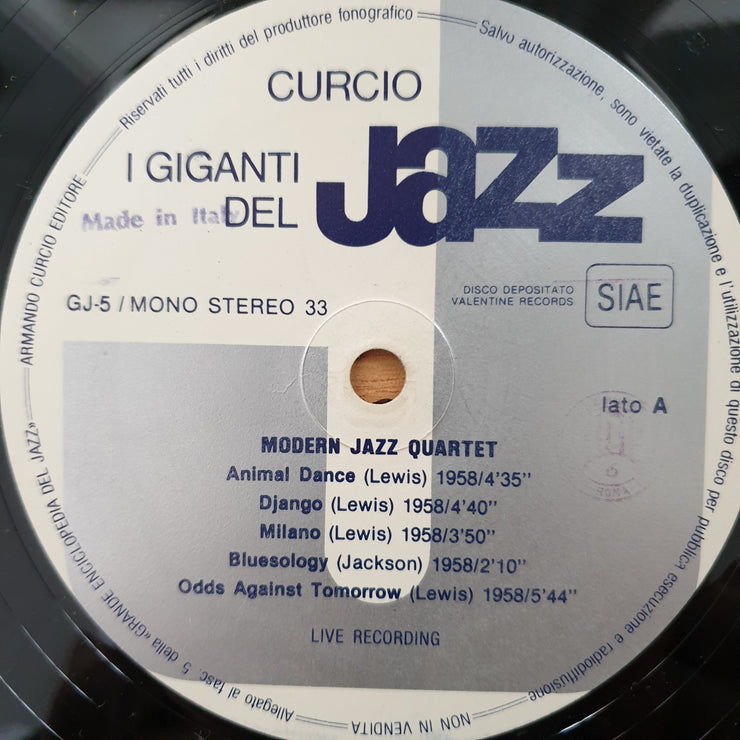 Riservati tutti i diritti del produttore fonografico
Salvo autorizzazione, sono vietate la duplicazione e l'utilizzazione di questo disco per pubblica esecuzione e radiodiffusione
NON IN VENDITA
Allegato al fasc. 5 della «GRANDE ENCICLOPEDIA DEL JAZZ»
ARMANDO CURCIO EDITORE
CURCIO
I GIGANTI
DEL
Jazz
Made in Italy
GJ-5 / MONO STEREO 33
DISCO DEPOSITATO
VALENTINE RECORDS
SIAE
lato A
MODERN JAZZ QUARTET
Animal Dance (Lewis) 1958/4'35"
Django (Lewis) 1958/4'40"
Milano (Lewis) 1958/3'50"
Bluesology (Jackson) 1958/2'10"
Odds Against Tomorrow (Lewis) 1958/5'44"
LIVE RECORDING